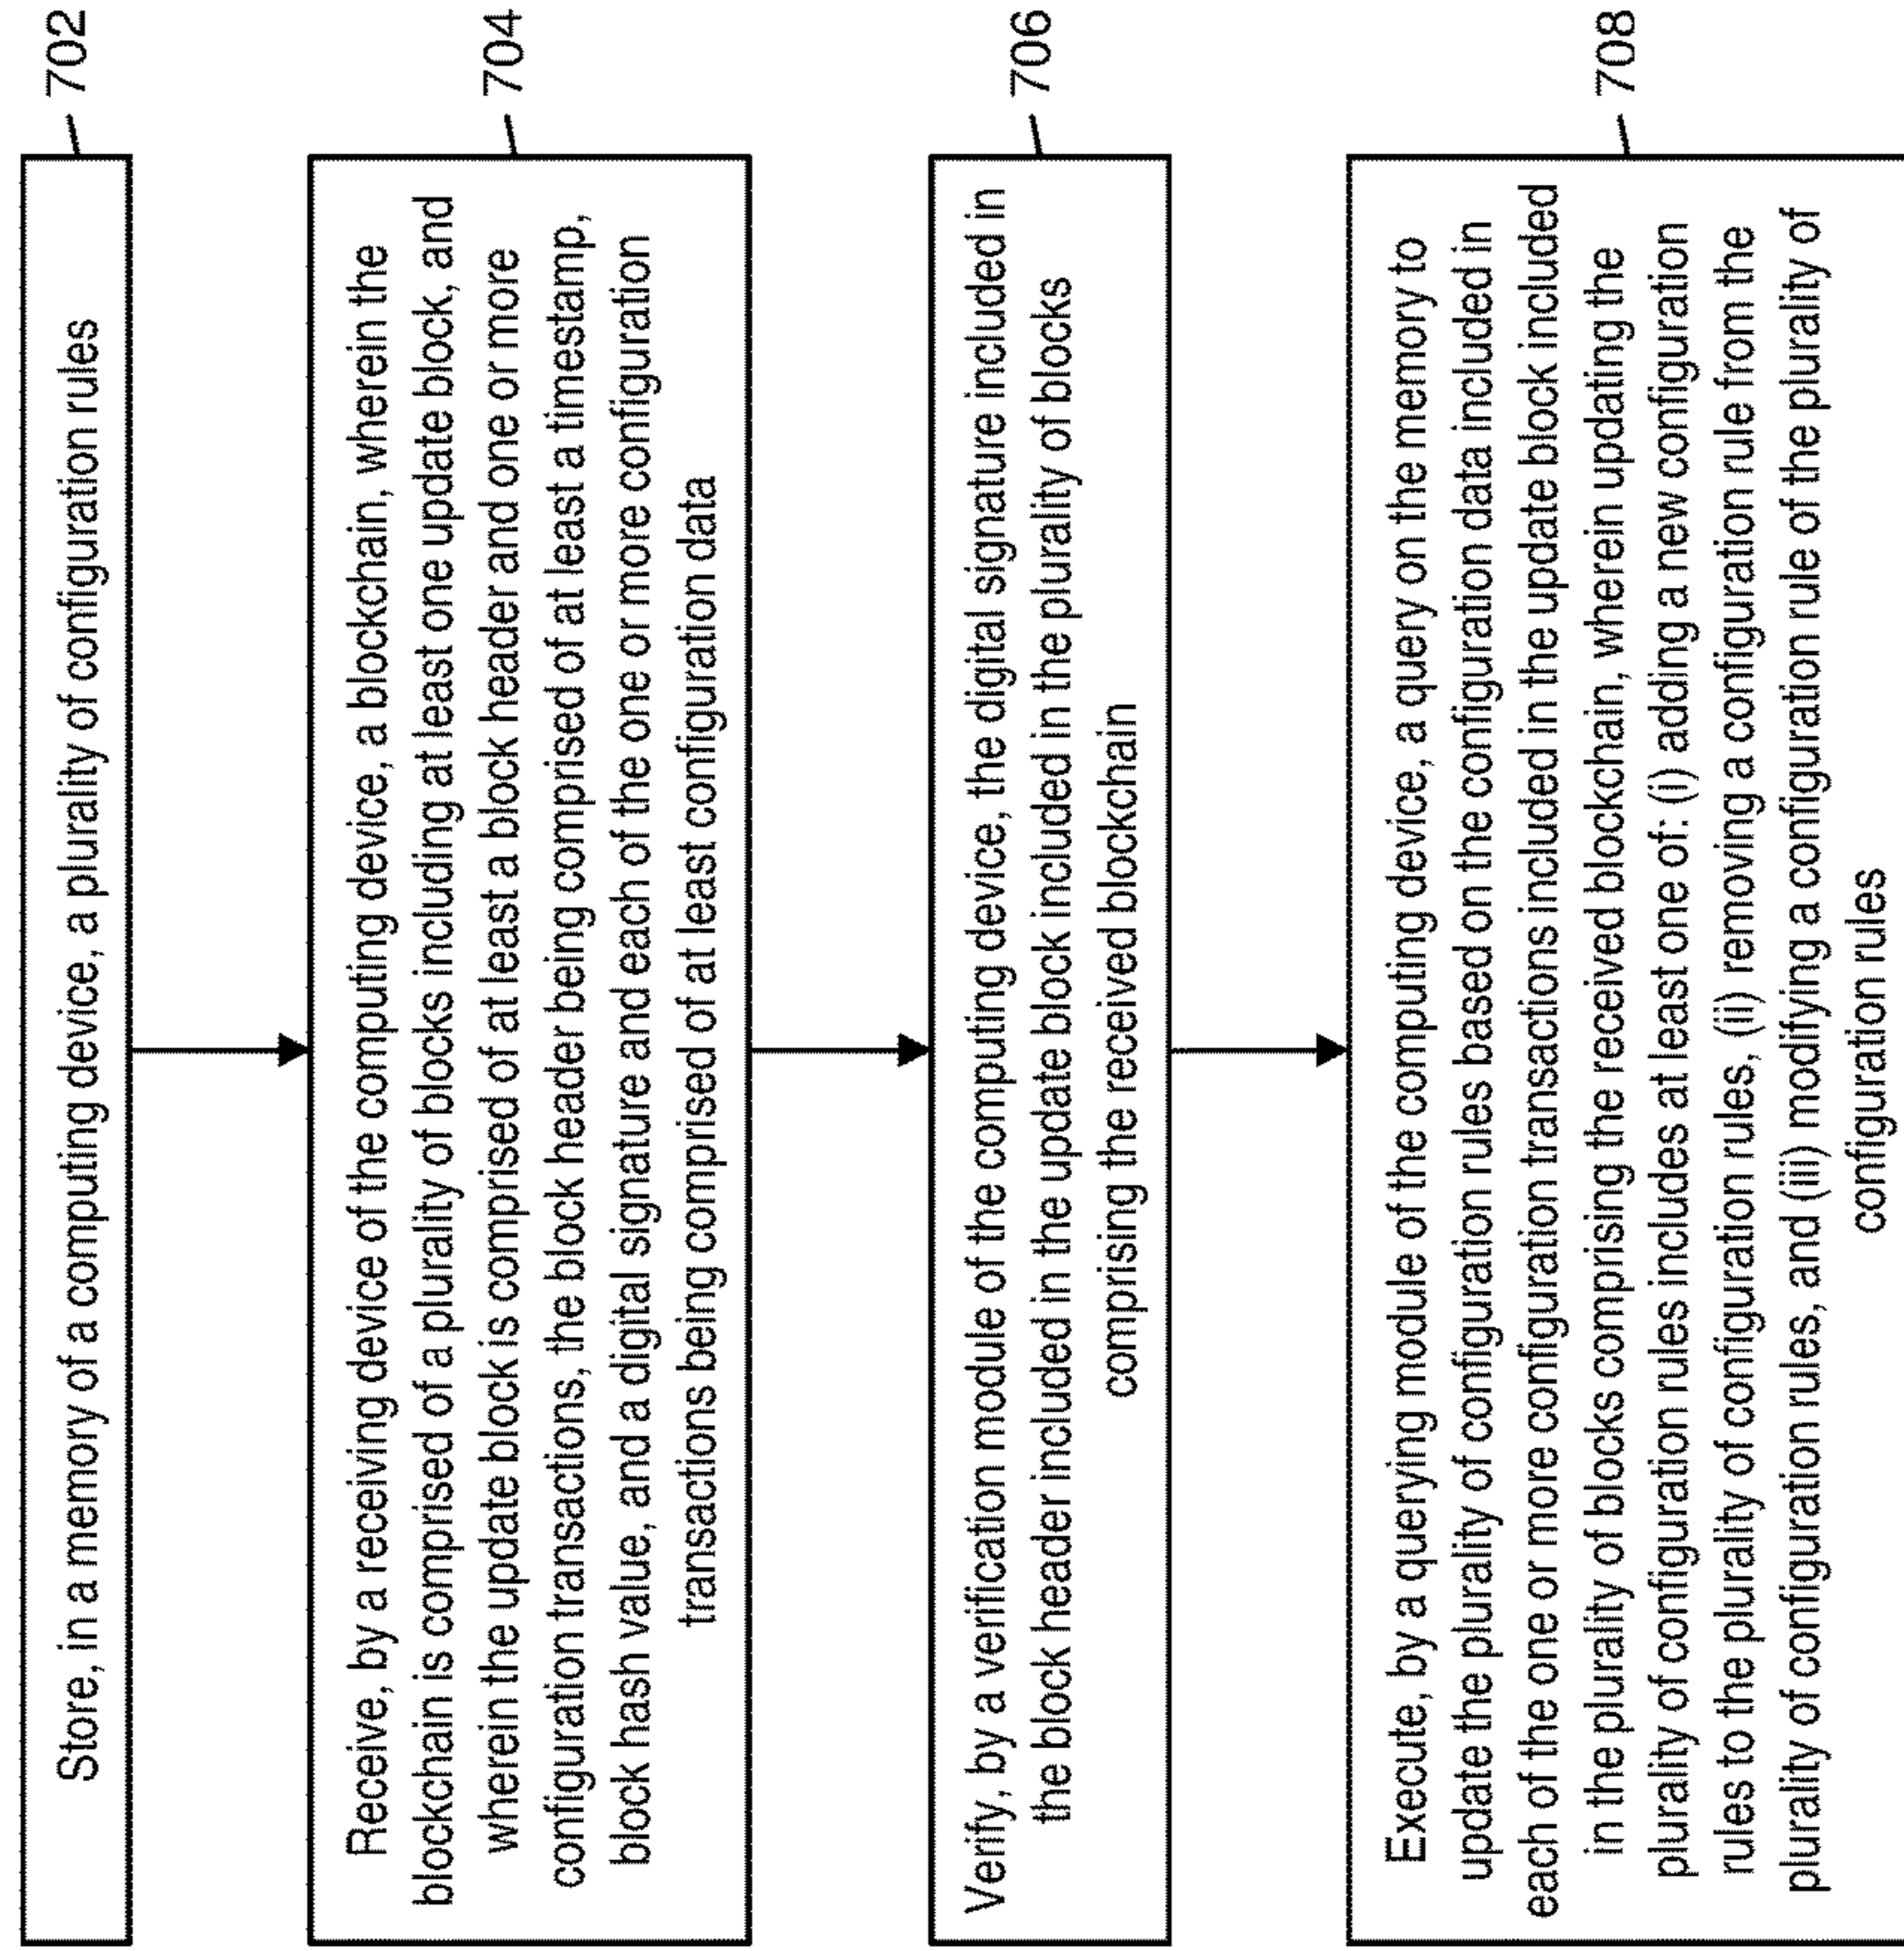 Store, in a memory of a computing device, a plurality of configuration rules
702
Receive, by a receiving device of the computing device, a blockchain, wherein the
blockchain is comprised of a plurality of blocks including at least one update block, and
wherein the update block is comprised of at least a block header and one or more
configuration transactions, the block header being comprised of at least a timestamp,
block hash value, and a digital signature and each of the one or more configuration
transactions being comprised of at least configuration data
704
Verify, by a verification module of the computing device, the digital signature included in
the block header included in the update block included in the plurality of blocks
comprising the received blockchain
706
Execute, by a querying module of the computing device, a query on the memory to
update the plurality of configuration rules based on the configuration data included in
each of the one or more configuration transactions included in the update block included
in the plurality of blocks comprising the received blockchain, wherein updating the
plurality of configuration rules includes at least one of: (i) adding a new configuration
rules to the plurality of configuration rules, (ii) removing a configuration rule from the
plurality of configuration rules, and (iii) modifying a configuration rule of the plurality of
configuration rules
708